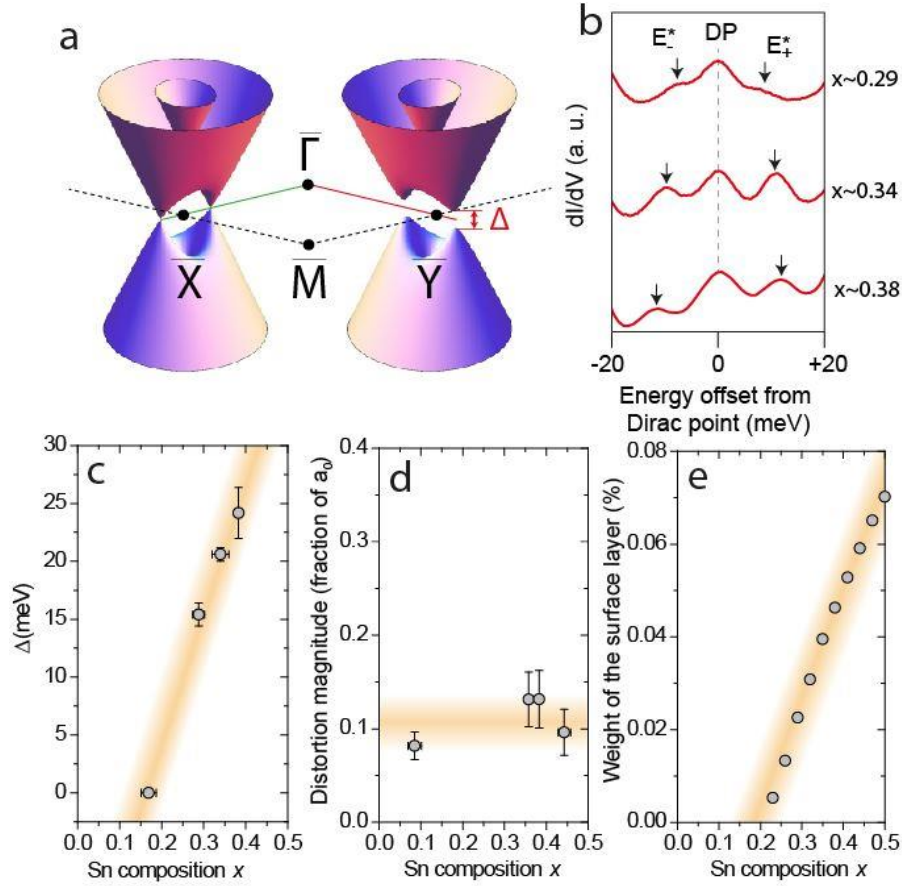 a
Γ̅
Δ
X̅
M̅
Y̅
b
E*₋
DP
E*₊
dI/dV (a. u.)
x~0.29
x~0.34
x~0.38
-20
0
+20
Energy offset from
Dirac point (meV)
c
Δ(meV)
30
25
20
15
10
5
0
0.0
0.1
0.2
0.3
0.4
0.5
Sn composition x
d
Distortion magnitude (fraction of a₀)
0.4
0.3
0.2
0.1
0.0
0.0
0.1
0.2
0.3
0.4
0.5
Sn composition x
e
Weight of the surface layer (%)
0.08
0.06
0.04
0.02
0.00
0.0
0.1
0.2
0.3
0.4
0.5
Sn composition x